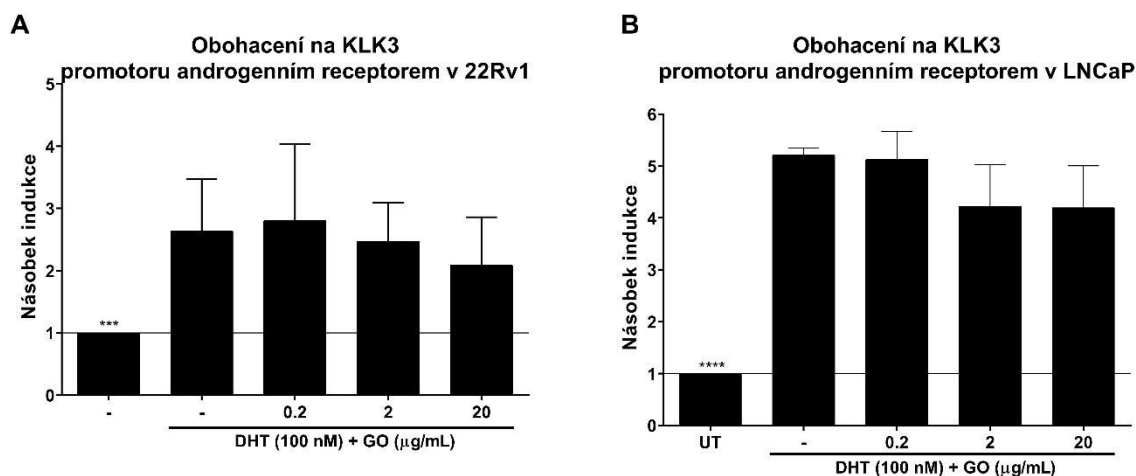 A
Obohacení na KLK3
promotoru androgenním receptorem v 22Rv1
Násobek indukce
5
4
3
2
1
0
***
- - 0.2 2 20
DHT (100 nM) + GO (µg/mL)
B
Obohacení na KLK3
promotoru androgenním receptorem v LNCaP
Násobek indukce
6
5
4
3
2
1
0
****
UT - 0.2 2 20
DHT (100 nM) + GO (µg/mL)